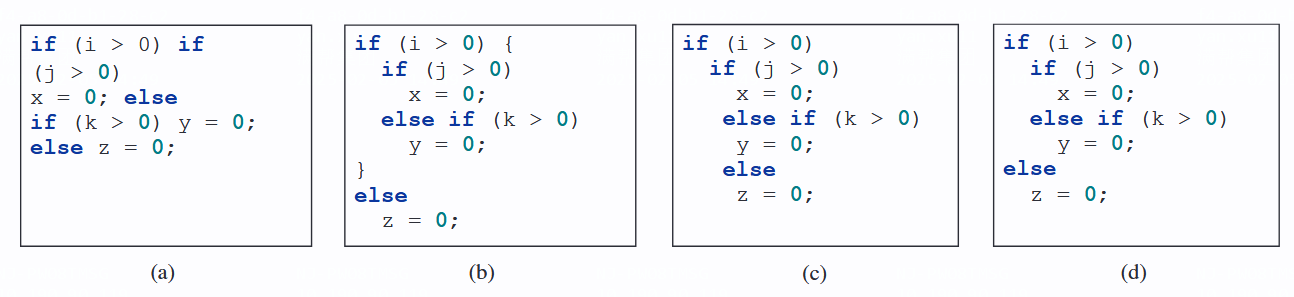 if (i > 0) if
(j > 0)
x = 0; else
if (k > 0) y = 0;
else z = 0;
(a)
if (i > 0) {
  if (j > 0)
    x = 0;
  else if (k > 0)
    y = 0;
}
else
  z = 0;
(b)
if (i > 0)
  if (j > 0)
    x = 0;
   else if (k > 0)
    y = 0;
   else
    z = 0;
(c)
if (i > 0)
  if (j > 0)
    x = 0;
  else if (k > 0)
    y = 0;
else
  z = 0;
(d)